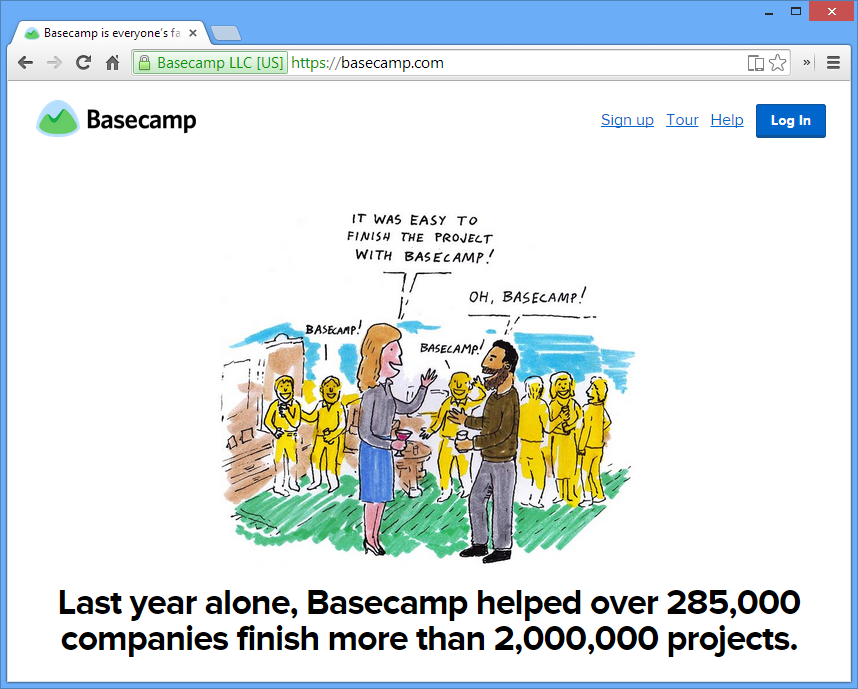 Basecamp is everyone's fa
Basecamp LLC [US] https://basecamp.com
Basecamp
Sign up Tour Help Log In
IT WAS EASY TO
FINISH THE PROJECT
WITH BASECAMP!
OH, BASECAMP!
BASECAMP!
BASECAMP!
Last year alone, Basecamp helped over 285,000
companies finish more than 2,000,000 projects.